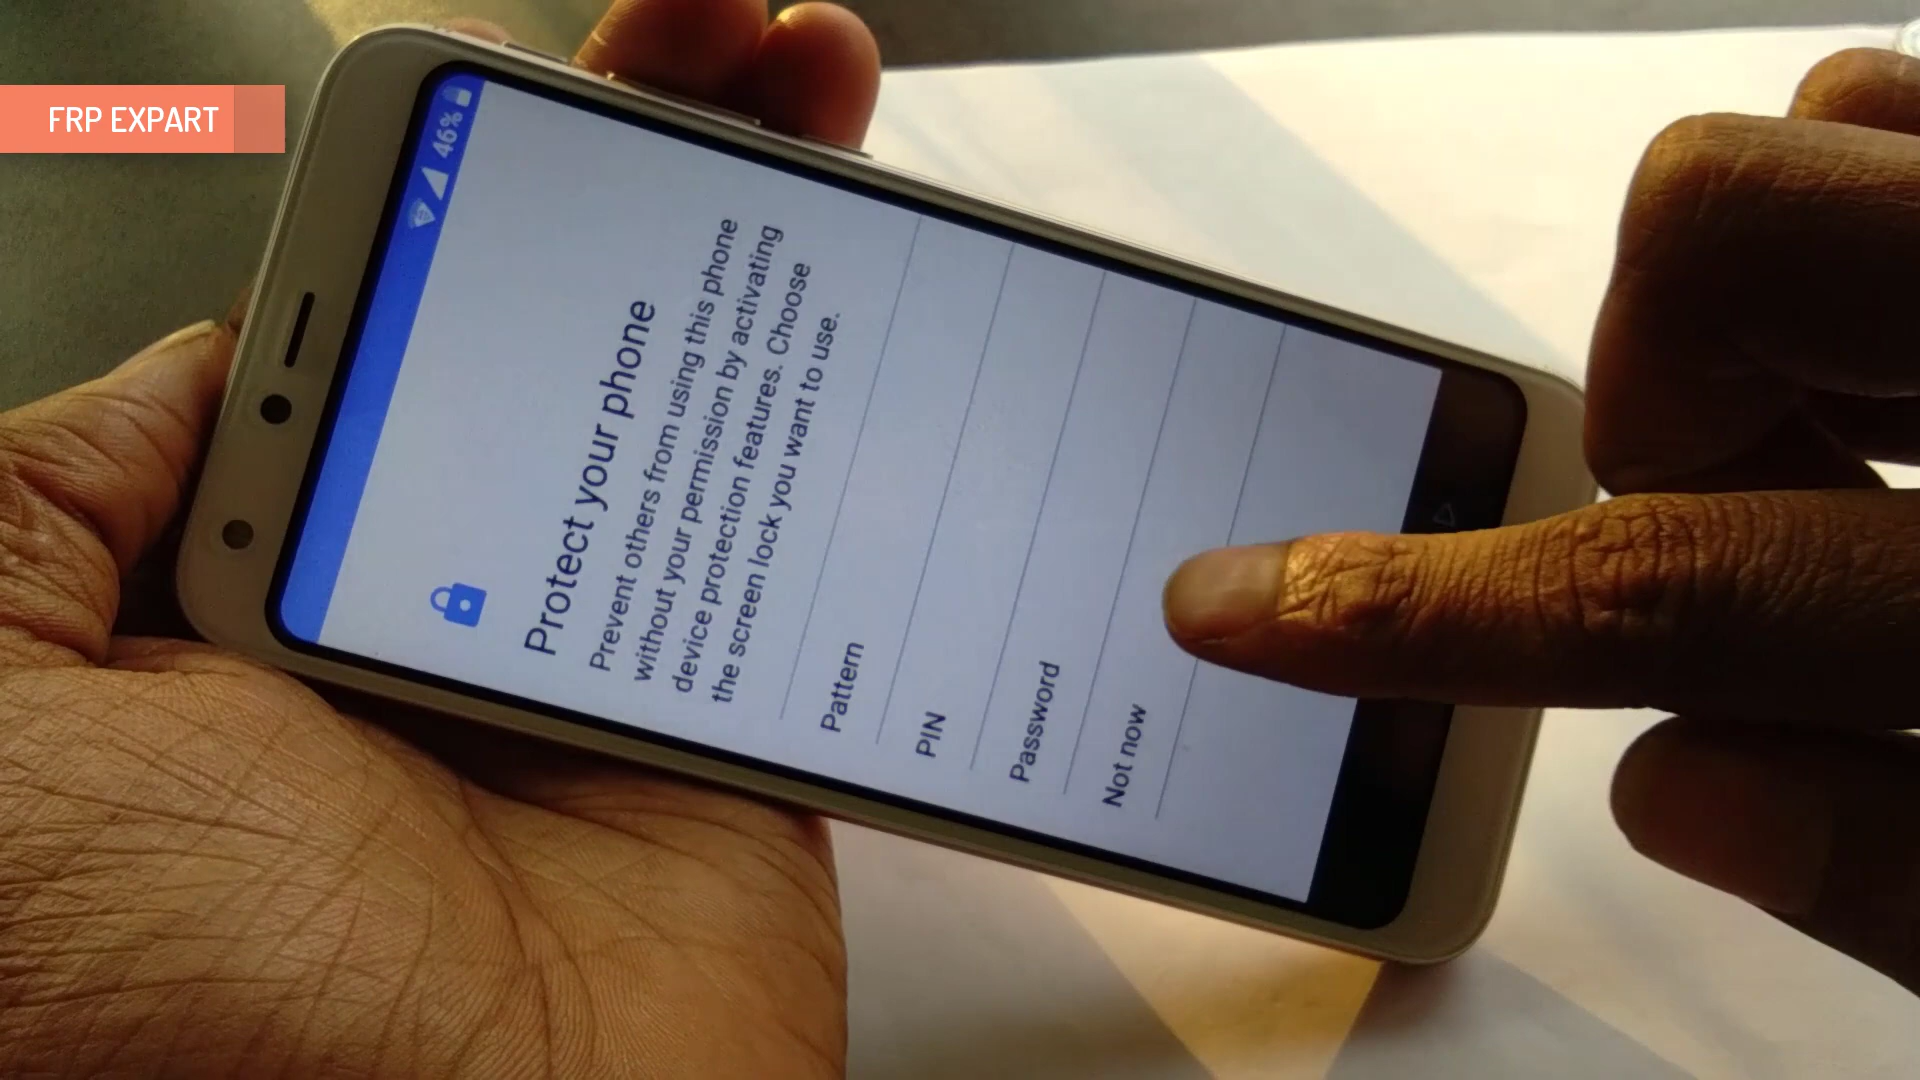 FRP EXPART
46%
Protect your phone
Prevent others from using this phone
without your permission by activating
device protection features. Choose
the screen lock you want to use.
Pattern
PIN
Password
Not now